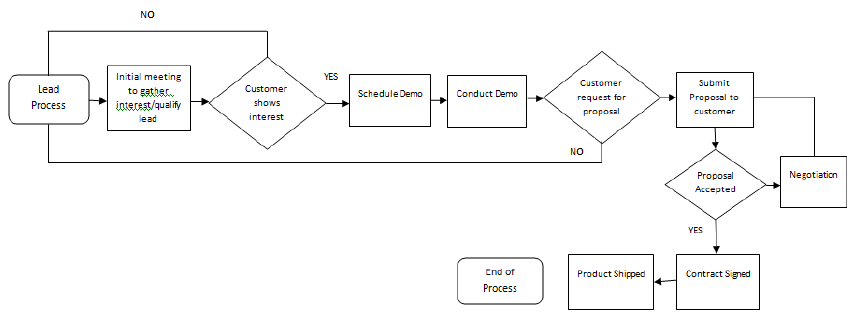 NO
Lead
Process
Initial meeting
to gather
interest/qualify
lead
Customer
shows
interest
YES
Schedule Demo
Conduct Demo
Customer
request for
proposal
NO
Submit
Proposal to
customer
Proposal
Accepted
Negotiation
YES
End of
Process
Product Shipped
Contract Signed